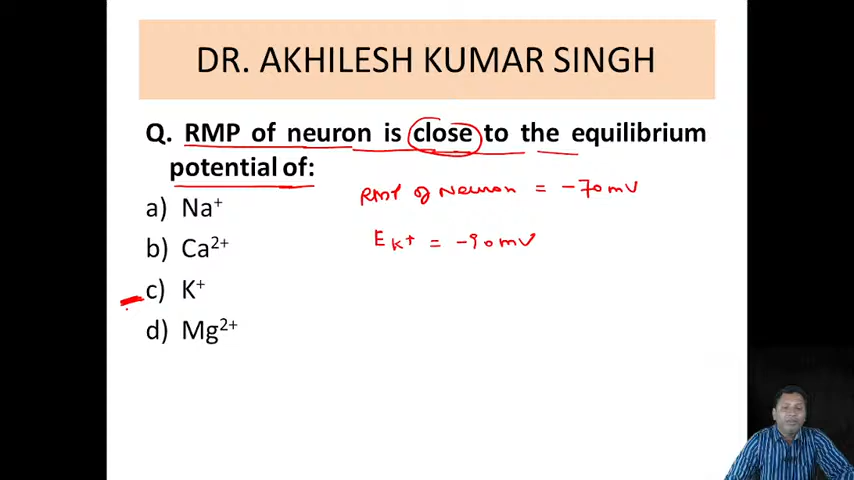 DR. AKHILESH KUMAR SINGH
Q. RMP of neuron is close to the equilibrium
potential of:
RMP of Neuron = -70mV
a) Na⁺
b) Ca²⁺
E K+ = -90mV
c) K⁺
d) Mg²⁺